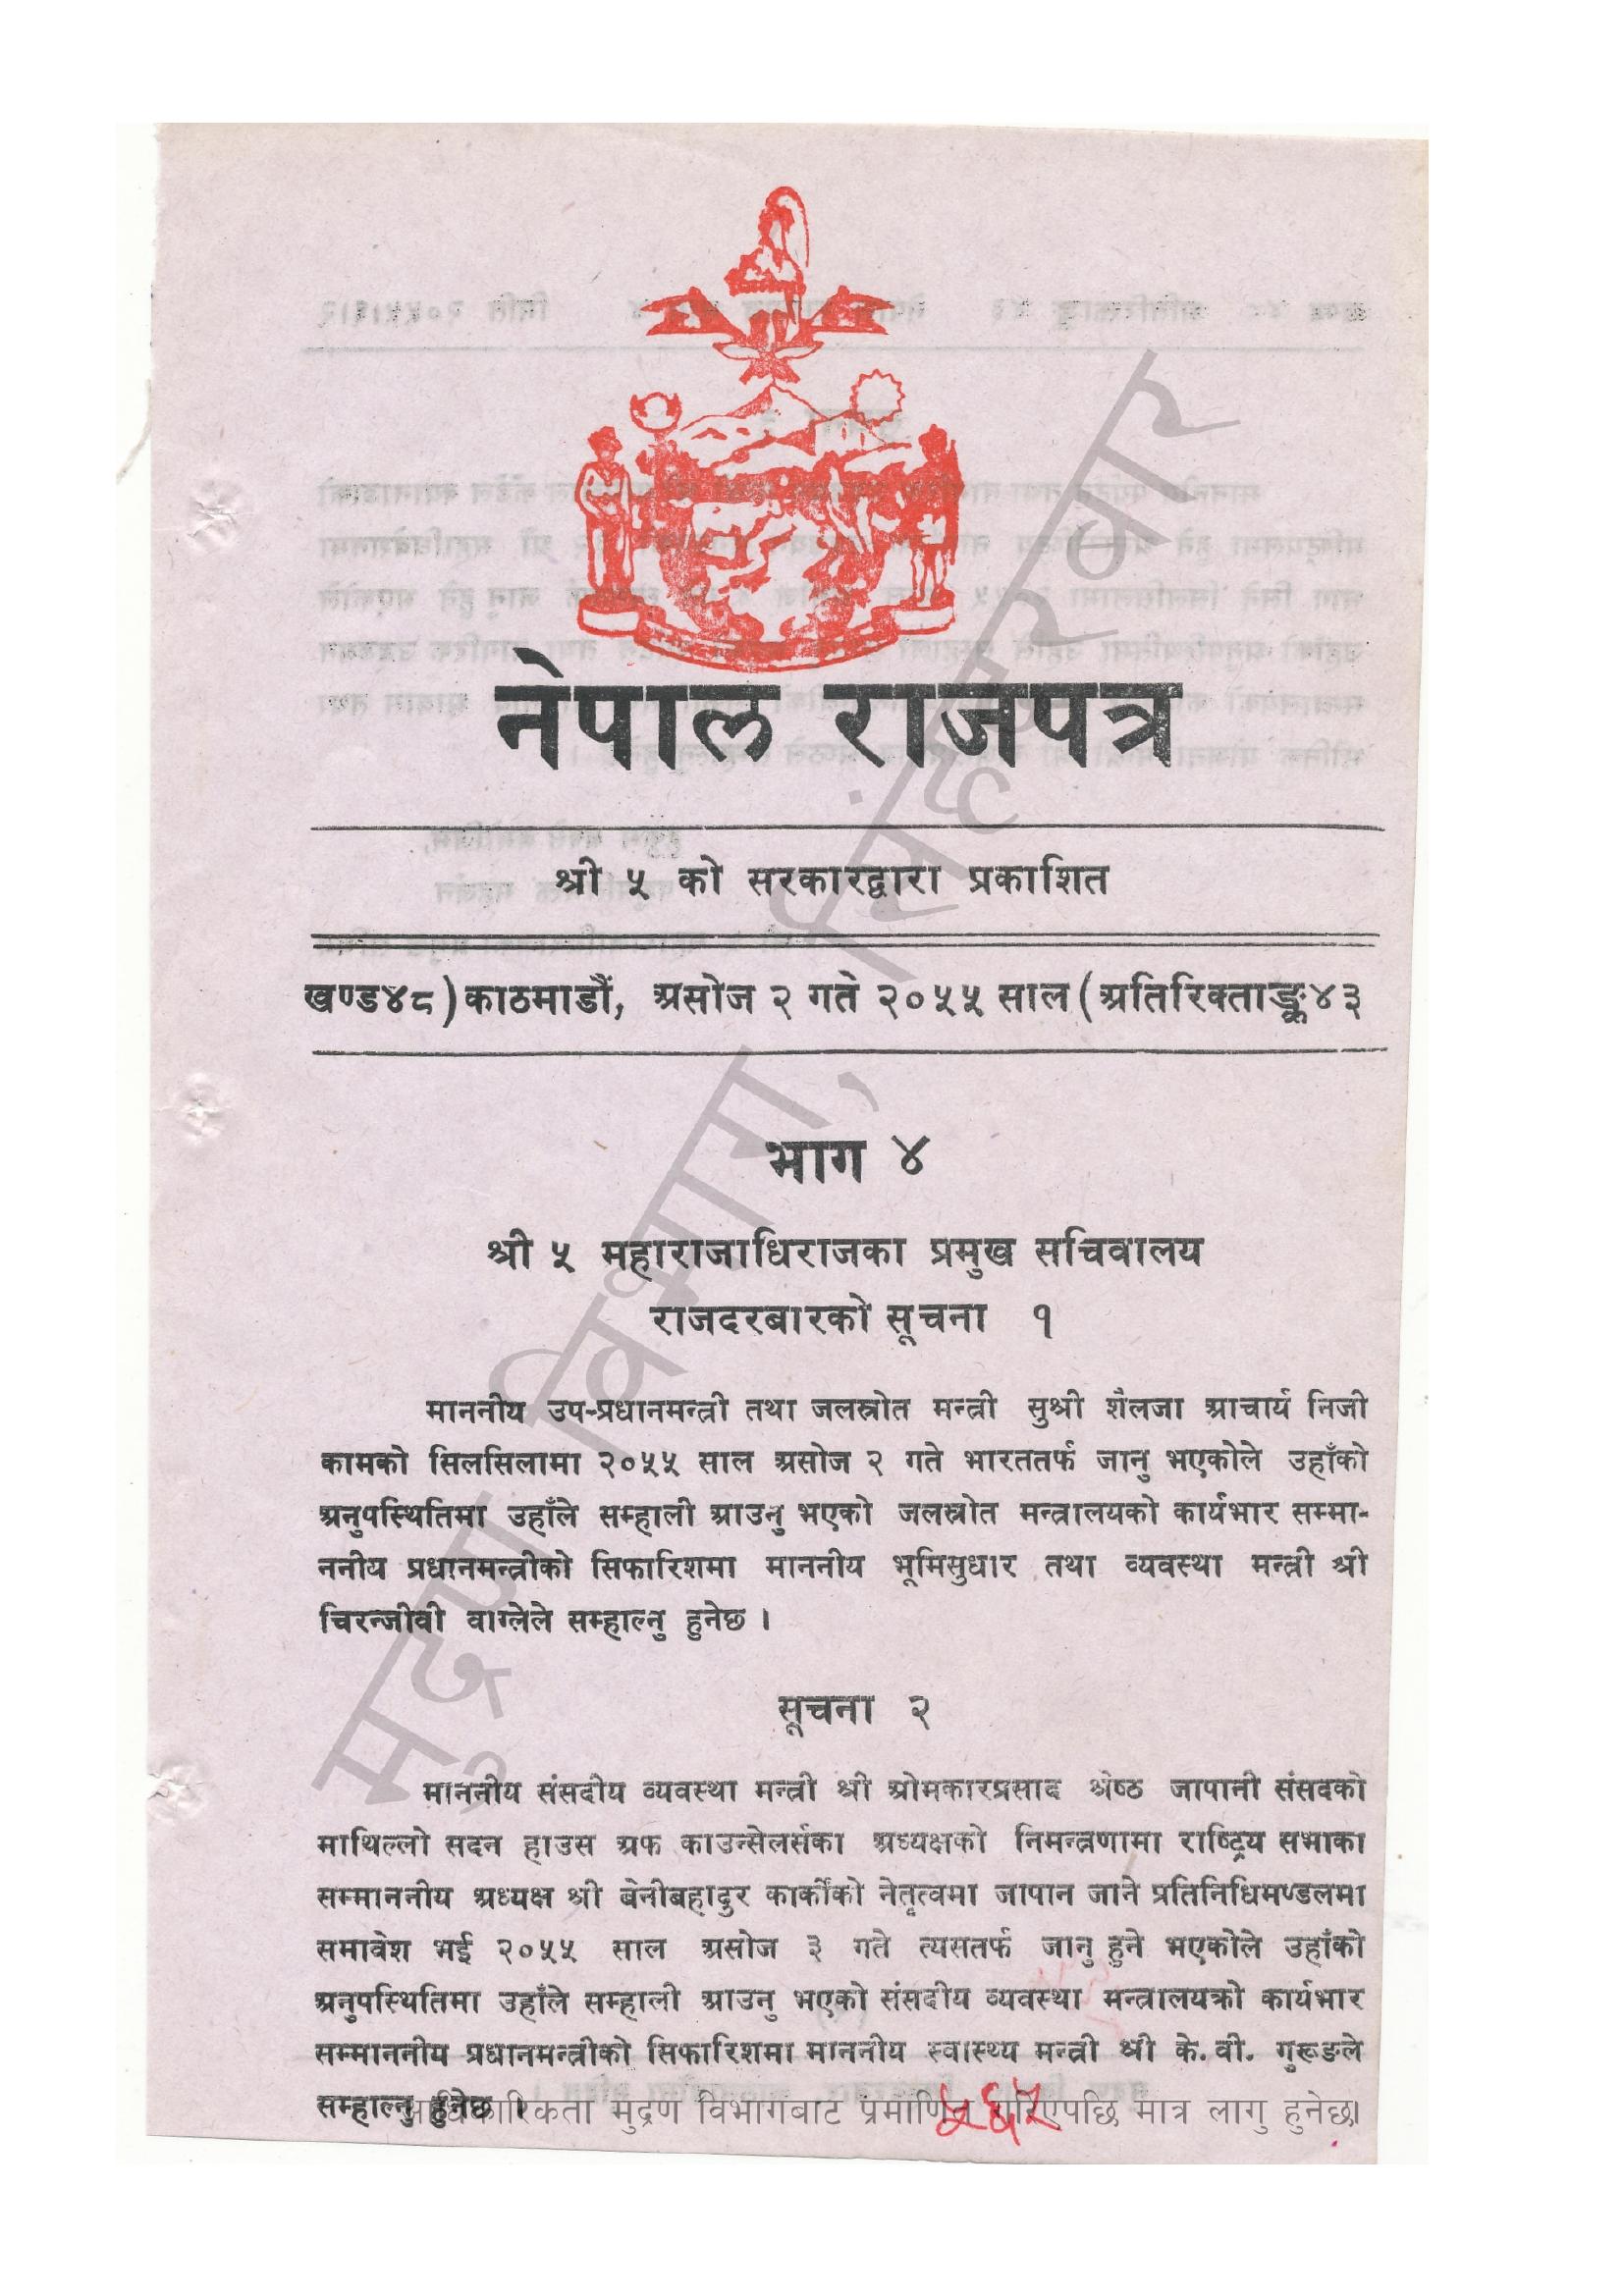 नेपाल राजपत्र
श्री ५ को सरकारद्वारा प्रकाशित
खण्ड४८) काठमाडौं, असोज २ गते २०५५ साल (अतिरिक्ताङ्क४३
भाग ४
श्री ५ महाराजाधिराजका प्रमुख सचिवालय
राजदरबारको सूचना १
माननीय उप-प्रधानमन्त्री तथा जलस्रोत मन्त्री सुश्री शैलजा आचार्य निजी
कामको सिलसिलामा २०५५ साल असोज २ गते भारततर्फ जानु भएकोले उहाँको
अनुपस्थितिमा उहाँले सम्हाली आउनु भएको जलस्रोत मन्त्रालयको कार्यभार सम्मा-
ननीय प्रधानमन्त्रीको सिफारिशमा माननीय भूमिसुधार तथा व्यवस्था मन्त्री श्री
चिरन्जीवी वाग्लेले सम्हाल्नु हुनेछ ।
सूचना २
माननीय संसदीय व्यवस्था मन्त्री श्री ओमकारप्रसाद श्रेष्ठ जापानी संसदको
माथिल्लो सदन हाउस अफ काउन्सेलर्सका अध्यक्षको निमन्त्रणामा राष्ट्रिय सभाका
सम्माननीय अध्यक्ष श्री बेनीबहादुर कार्कीको नेतृत्वमा जापान जाने प्रतिनिधिमण्डलमा
समावेश भई २०५५ साल असोज ३ गते त्यसतर्फ जानु हुने भएकोले उहाँको
अनुपस्थितिमा उहाँले सम्हाली आउनु भएको संसदीय व्यवस्था मन्त्रालयको कार्यभार
सम्माननीय प्रधानमन्त्रीको सिफारिशमा माननीय स्वास्थ्य मन्त्री श्री के. वी. गुरूङले
सम्हाल्नु हुनेछ ।
आधिकारिकता मुद्रण विभागबाट प्रमाणित गरिएपछि मात्र लागु हुनेछ।
५६५
मुद्रण विभाग, सिंहदरबार